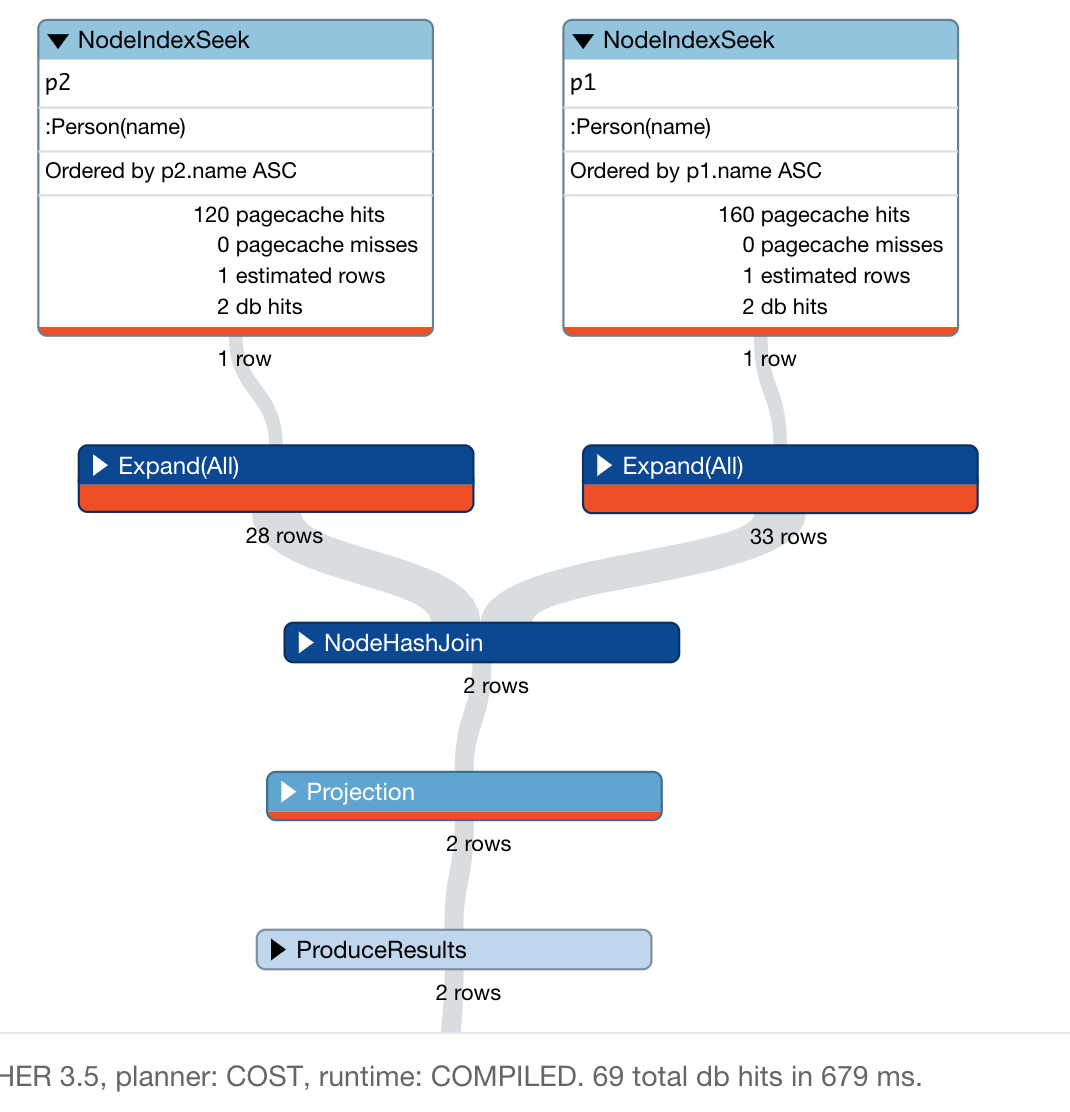 NodeIndexSeek
p2
:Person(name)
Ordered by p2.name ASC
120 pagecache hits
0 pagecache misses
1 estimated rows
2 db hits
1 row
NodeIndexSeek
p1
:Person(name)
Ordered by p1.name ASC
160 pagecache hits
0 pagecache misses
1 estimated rows
2 db hits
1 row
Expand(All)
28 rows
Expand(All)
33 rows
NodeHashJoin
2 rows
Projection
2 rows
ProduceResults
2 rows
HER 3.5, planner: COST, runtime: COMPILED. 69 total db hits in 679 ms.